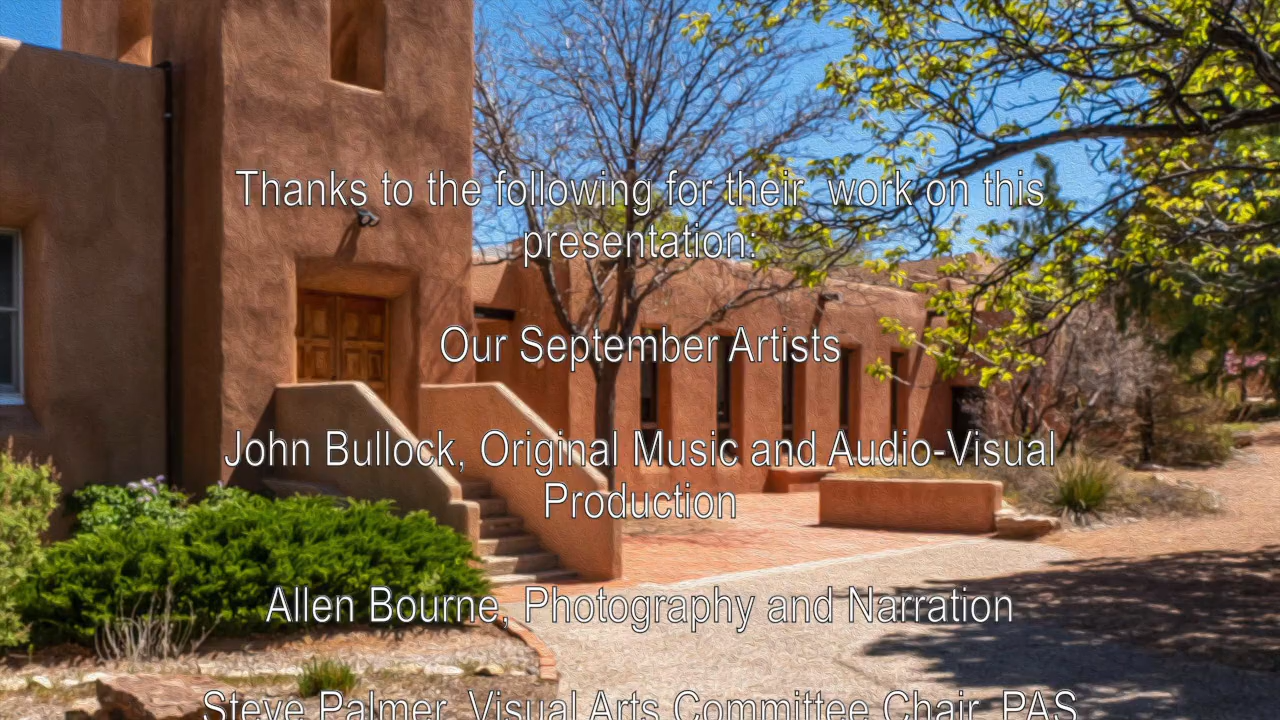 Thanks to the following for their  work on this
presentation:
Our September Artists
John Bullock, Original Music and Audio-Visual
Production
Allen Bourne, Photography and Narration
Steve Palmer, Visual Arts Committee Chair, PAS